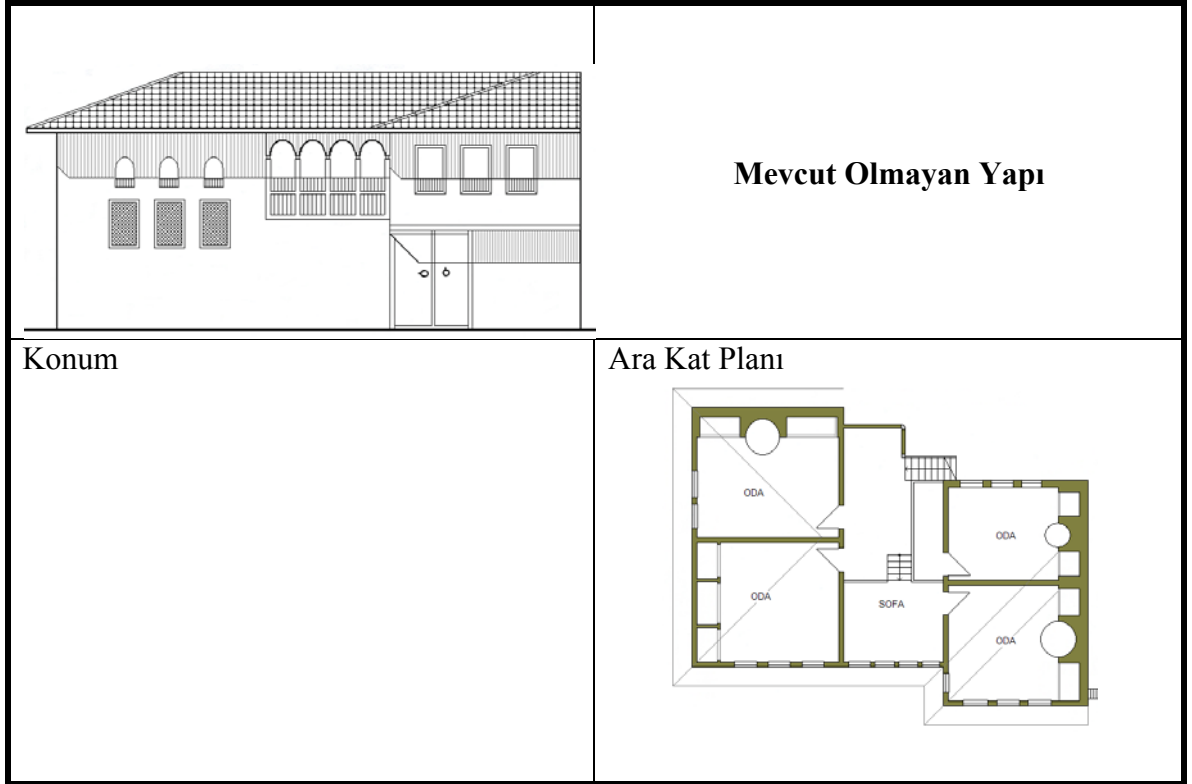 Mevcut Olmayan Yapı
Konum
Ara Kat Planı
ODA
ODA
ODA
SOFA
ODA